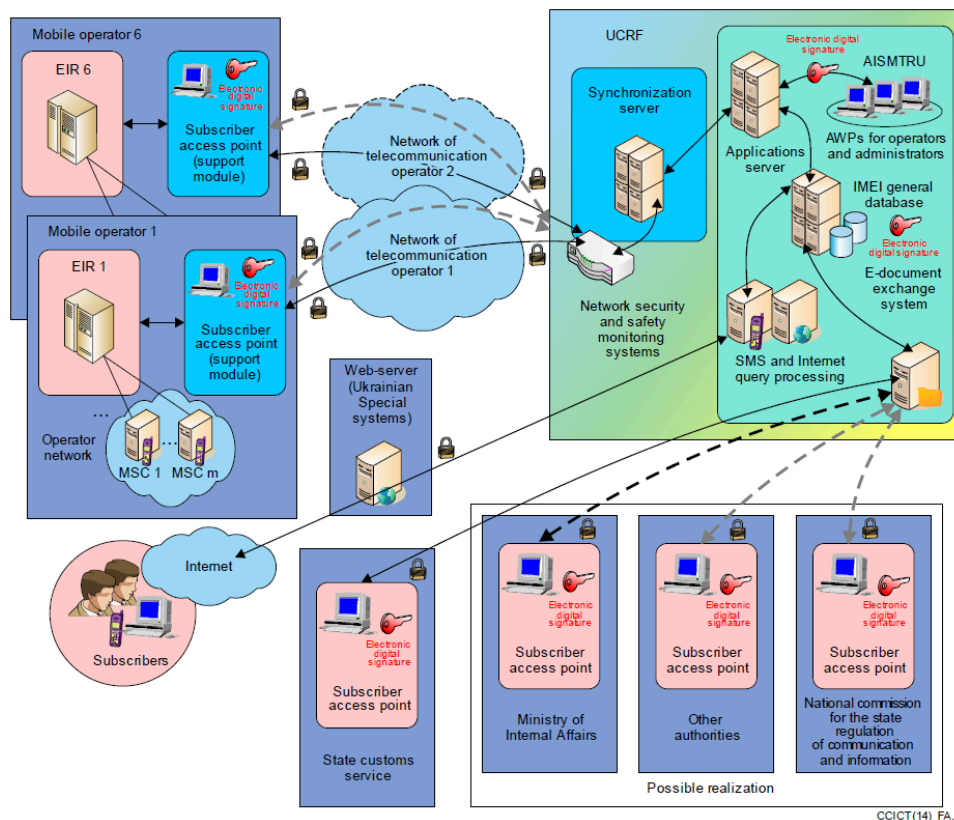 Mobile operator 6
EIR 6
Electronic
digital
signature
Subscriber
access point
(support
module)
Mobile operator 1
EIR 1
Electronic
digital
signature
Subscriber
access point
(support
module)
...
Operator
network
...
MSC 1
MSC m
Network of
telecommunication
operator 2
Network of
telecommunication
operator 1
UCRF
Synchronization
server
Network security
and safety
monitoring
systems
Electronic
digital signature
AISMTRU
Applications
server
AWPs for operators
and administrators
IMEI general
database
Electronic
digital signature
E-document
exchange
system
SMS and Internet
query processing
Web-server
(Ukrainian
Special
systems)
Internet
Subscribers
Electronic
digital
signature
Subscriber
access point
State customs
service
Electronic
digital
signature
Subscriber
access point
Ministry of
Internal Affairs
Electronic
digital
signature
Subscriber
access point
Other
authorities
Electronic
digital
signature
Subscriber
access point
National commission
for the state
regulation
of communication
and information
Possible realization
CCICT(14)_FA.